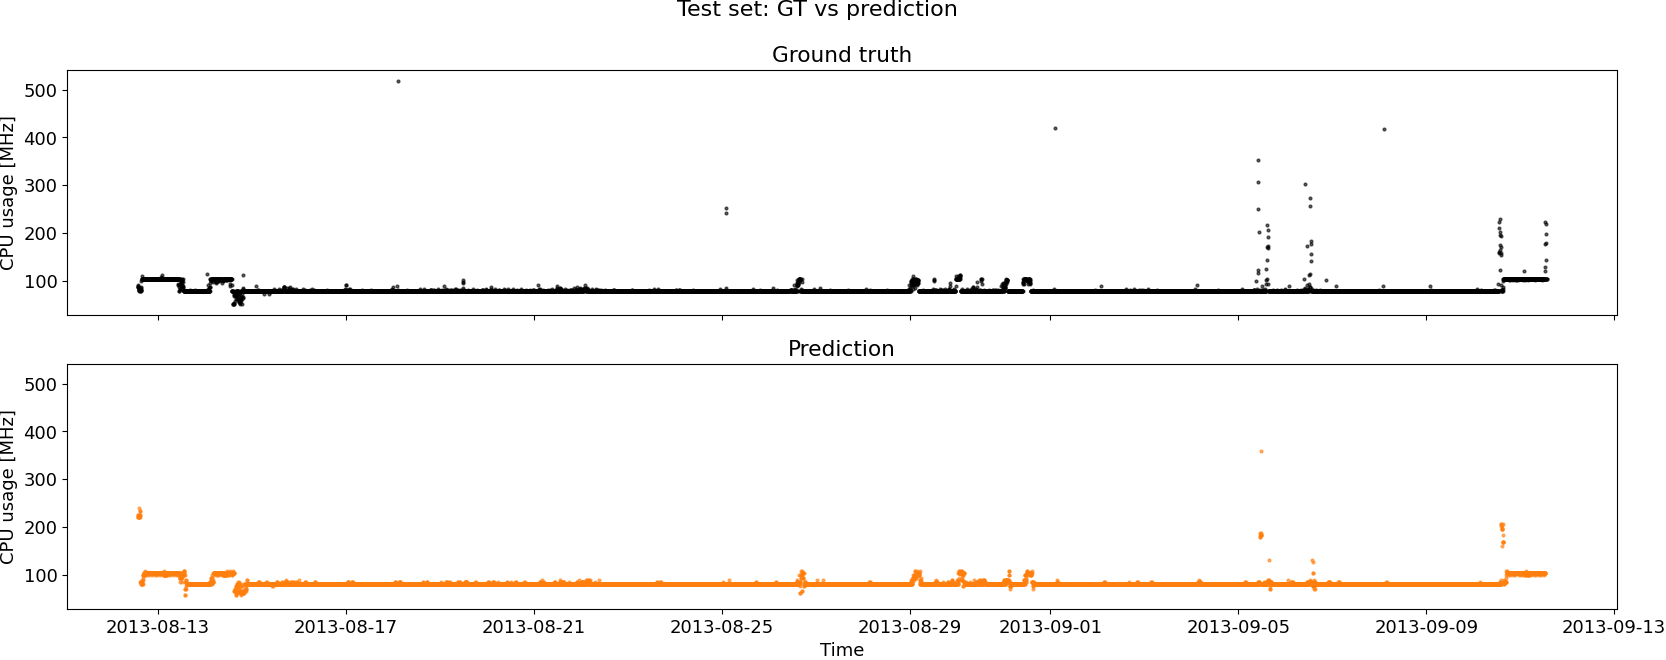 Test set: GT vs prediction
Ground truth
500
400
300
200
100
CPU usage [MHz]
Prediction
500
400
300
200
100
CPU usage [MHz]
2013-08-13 2013-08-17 2013-08-21 2013-08-25 2013-08-29 2013-09-01 2013-09-05 2013-09-09 2013-09-13
Time